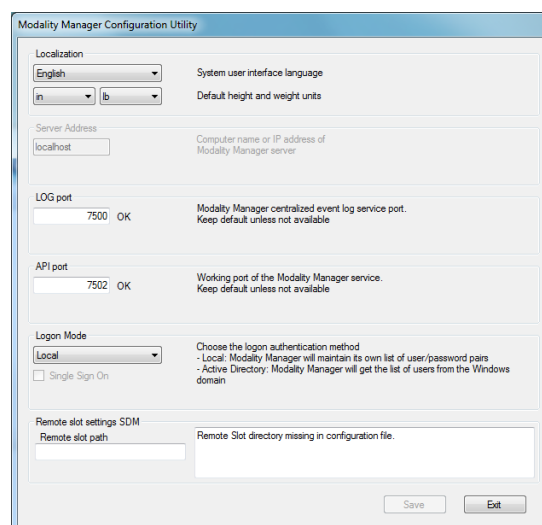 Modality Manager Configuration Utility
Localization
English
System user interface language
in lb
Default height and weight units
Server Address
localhost
Computer name or IP address of
Modality Manager server
LOG port
7500 OK
Modality Manager centralized event log service port.
Keep default unless not available
API port
7502 OK
Working port of the Modality Manager service.
Keep default unless not available
Logon Mode
Local
Single Sign On
Choose the logon authentication method
- Local: Modality Manager will maintain its own list of user/password pairs
- Active Directory: Modality Manager will get the list of users from the Windows
domain
Remote slot settings SDM
Remote slot path
Remote Slot directory missing in configuration file.
Save Exit